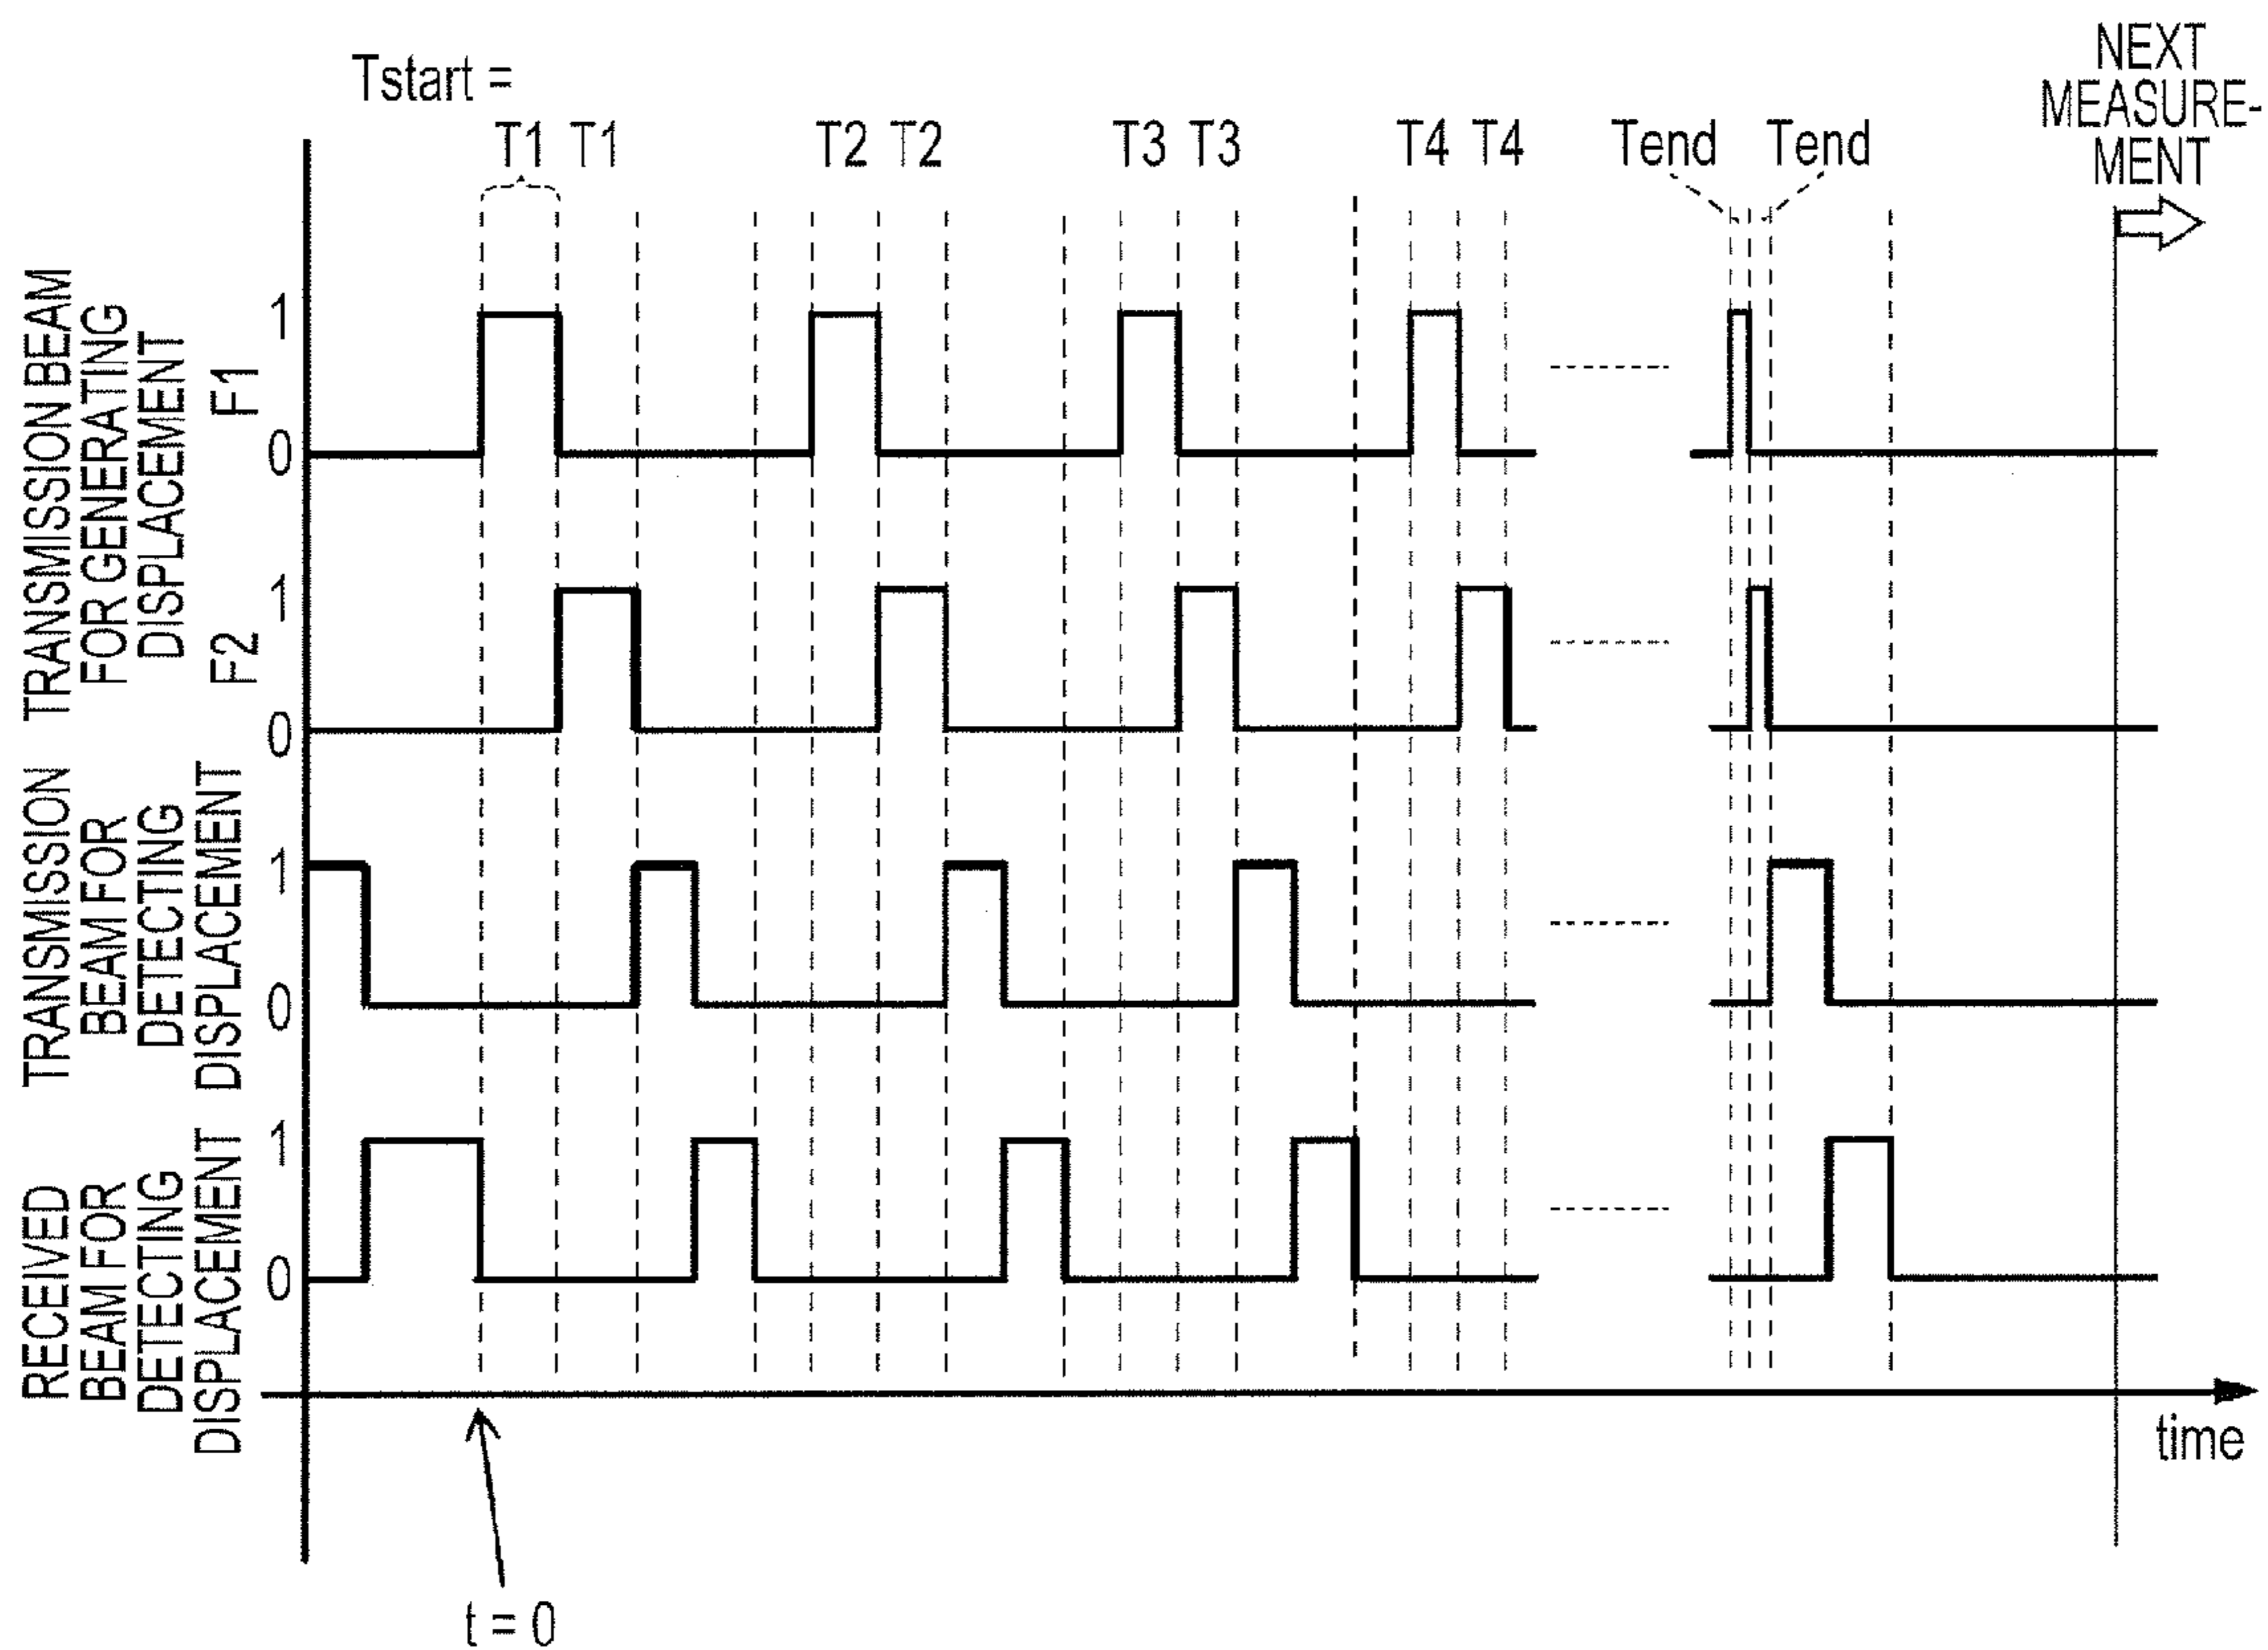 Tstart =
T1 T1 T2 T2 T3 T3 T4 T4 Tend Tend
NEXT
MEASURE-
MENT
TRANSMISSION BEAM
FOR GENERATING
DISPLACEMENT
F1
1
0
F2
1
0
TRANSMISSION
BEAM FOR
DETECTING
DISPLACEMENT
1
0
RECEIVED
BEAM FOR
DETECTING
DISPLACEMENT
1
0
time
t = 0